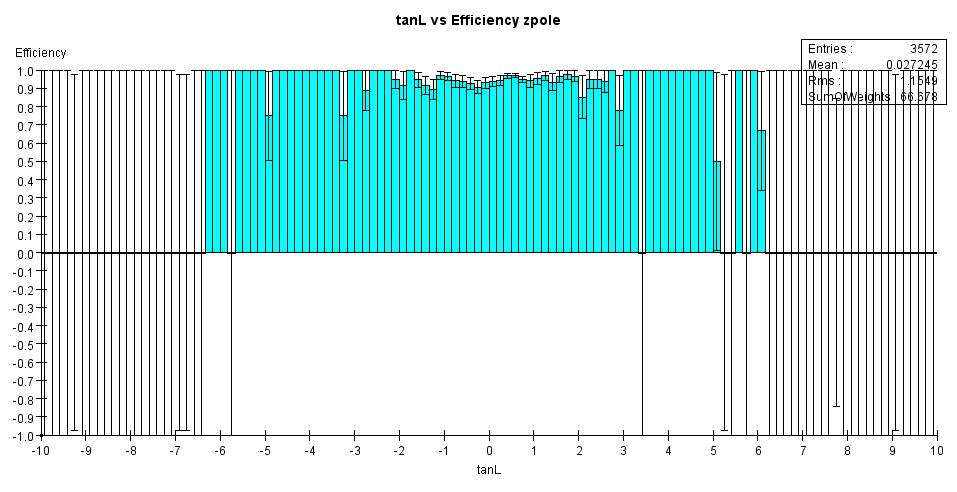 tanL vs Efficiency zpole
Efficiency
Entries : 3572
Mean : 0.027245
Rms : 1.1549
SumOfWeights : 66.678
1.0
0.9
0.8
0.7
0.6
0.5
0.4
0.3
0.2
0.1
0.0
-0.1
-0.2
-0.3
-0.4
-0.5
-0.6
-0.7
-0.8
-0.9
-1.0
-10 -9 -8 -7 -6 -5 -4 -3 -2 -1 0 1 2 3 4 5 6 7 8 9 10
tanL